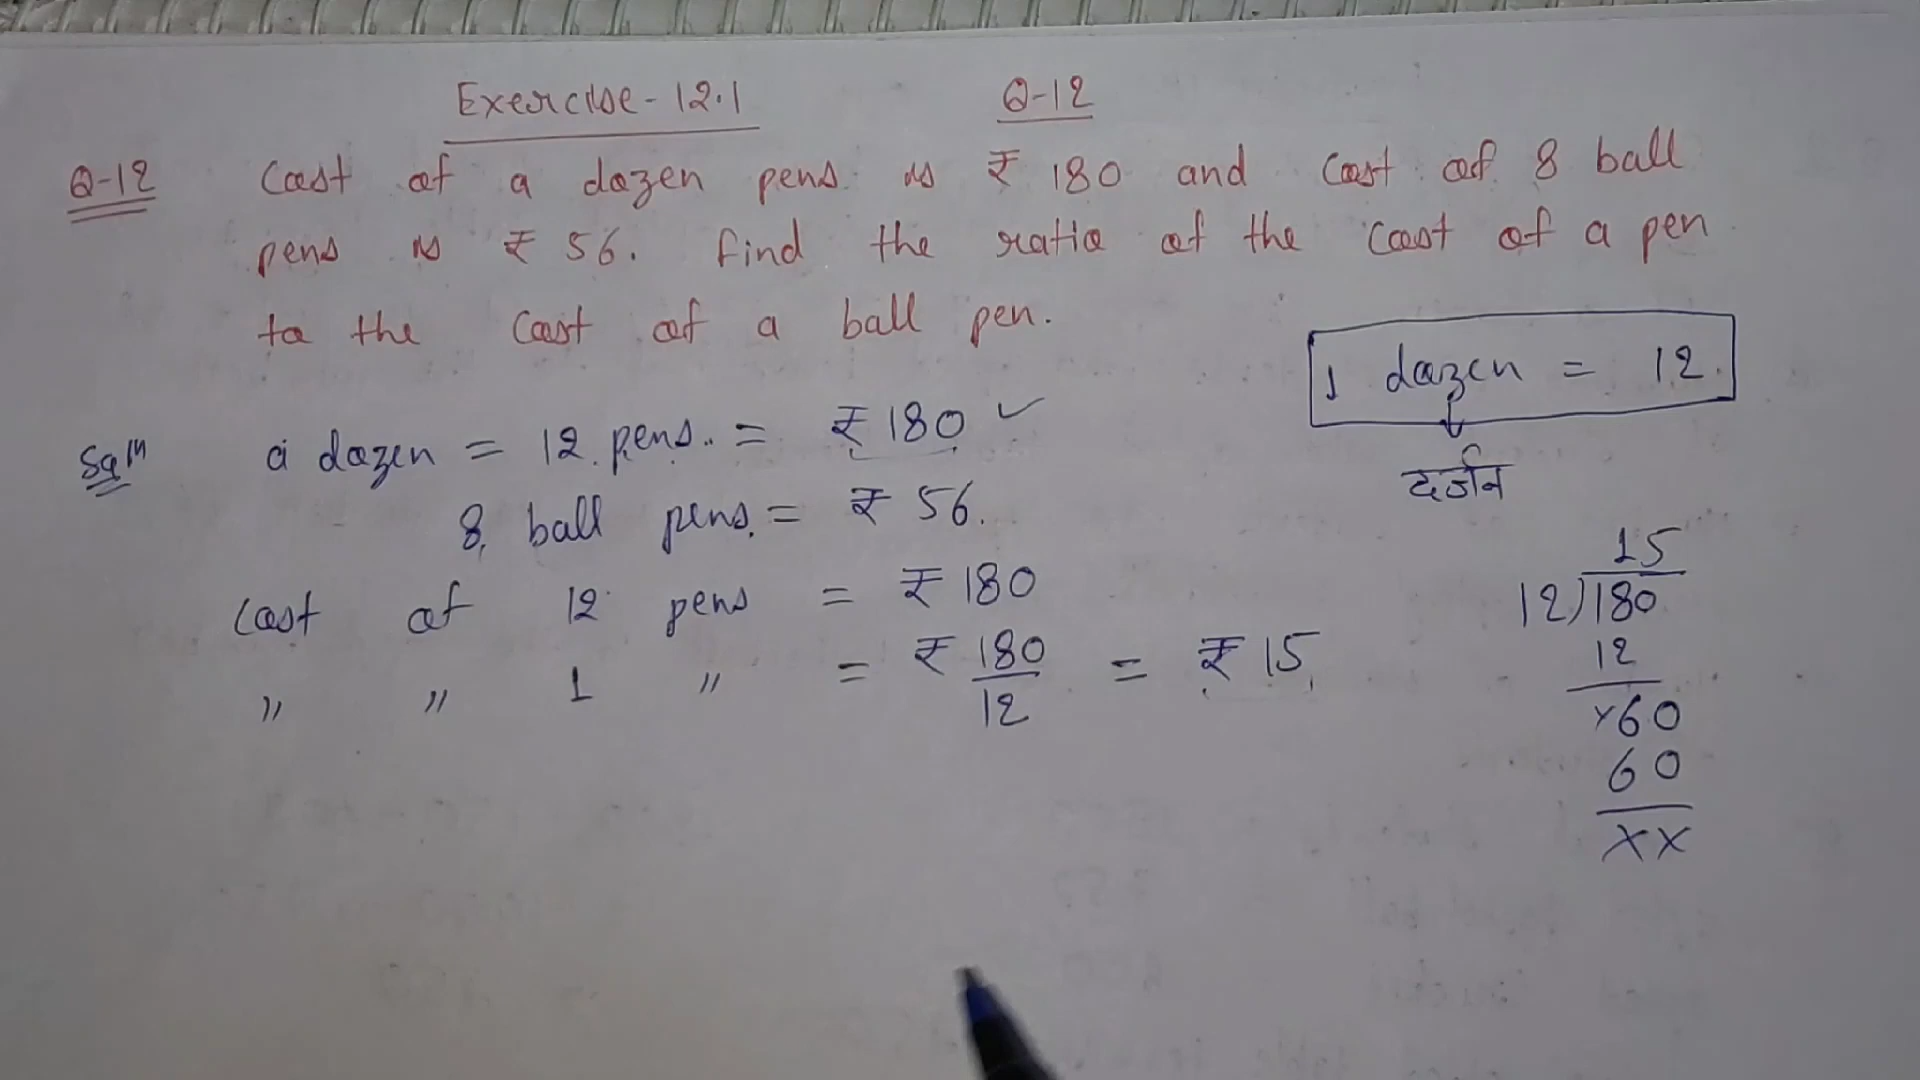 Exercise-12.1 Q-12
Q-12 Cost of a dozen pens is ₹ 180 and cost of 8 ball
pens is ₹ 56. Find the ratio of the cost of a pen
to the cost of a ball pen.
1 dozen = 12.
दर्जन
Solⁿ a dozen = 12 pens = ₹ 180 ✓
8 ball pens = ₹ 56.
Cost of 12 pens = ₹ 180
〃 〃 1 〃 = ₹ 180/12 = ₹ 15
15
12)180
12
×60
60
××